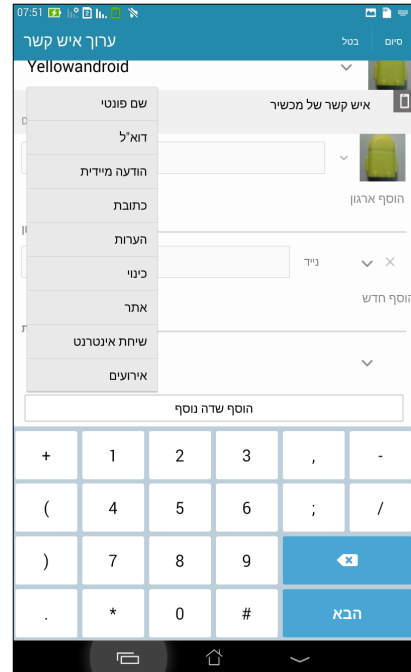 07:51
ערוך איש קשר
בטל
סיום
Yellowandroid
איש קשר של מכשיר
שם פונטי
דוא"ל
הודעה מיידית
כתובת
הערות
כינוי
אתר
שיחת אינטרנט
אירועים
הוסף ארגון
נייד
הוסף חדש
הוסף שדה נוסף
+ 1 2 3 , -
( 4 5 6 ; /
) 7 8 9
. * 0 # הבא